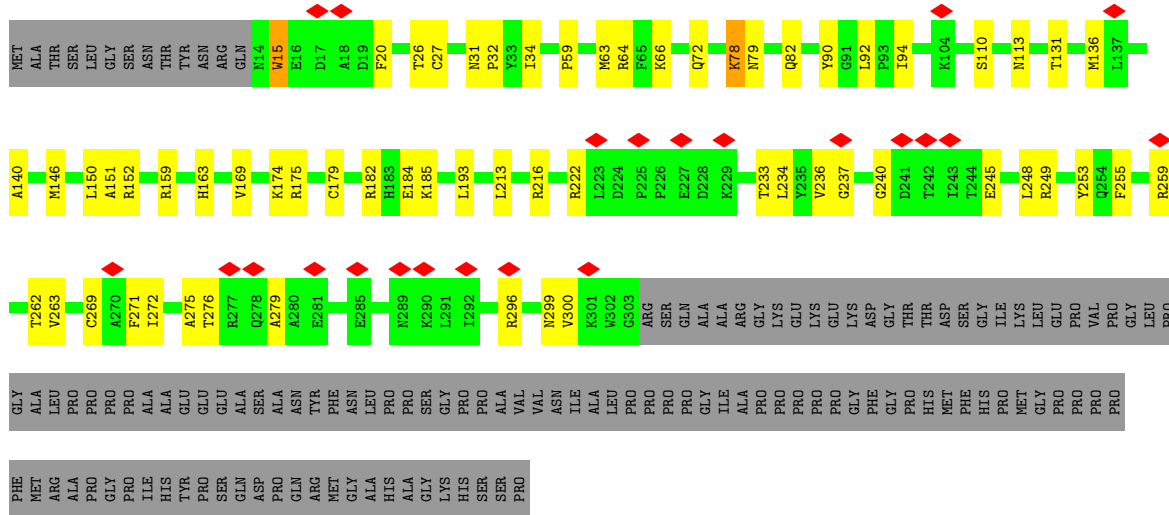 MET ALA THR SER LEU GLY SER ASN THR TYR ASN ARG GLN N14 W15 E16 D17 A18 D19 F20 T26 C27 N31 P32 Y33 I34 P59 M63 R64 F65 K66 Q72 K78 N79 Q82 Y90 G91 L92 P93 I94 K104 S110 N113 T131 M136 L137
A140 M146 L150 A151 R152 R159 H163 V169 K174 R175 C179 R182 H183 E184 K185 L193 L213 R216 R222 L223 D224 P225 P226 E227 D228 K229 T233 L234 Y235 V236 G237 G240 D241 T242 I243 T244 E245 L248 R249 Y253 Q254 F255 R259
T262 V263 C269 A270 F271 I272 A275 T276 R277 Q278 A279 A280 E281 E285 N289 K290 L291 I292 R296 N299 V300 K301 W302 G303 ARG SER GLN ALA ALA ARG GLY LYS GLU LYS GLU LYS ASP GLY THR THR ASP SER GLY ILE LYS LEU GLU PRO VAL PRO GLY LEU PRO
GLY ALA LEU PRO PRO PRO PRO ALA ALA GLU GLU GLU ALA SER ALA ASN TYR PHE ASN LEU PRO PRO SER GLY PRO PRO ALA VAL VAL ASN ILE ALA LEU PRO PRO PRO PRO GLY ILE ALA PRO PRO PRO PRO PRO GLY PHE GLY PRO HIS MET PHE HIS PRO MET GLY PRO PRO PRO PRO
PHE MET ARG ALA PRO GLY PRO ILE HIS TYR PRO SER GLN ASP PRO GLN ARG MET GLY ALA HIS ALA GLY LYS HIS SER SER PRO